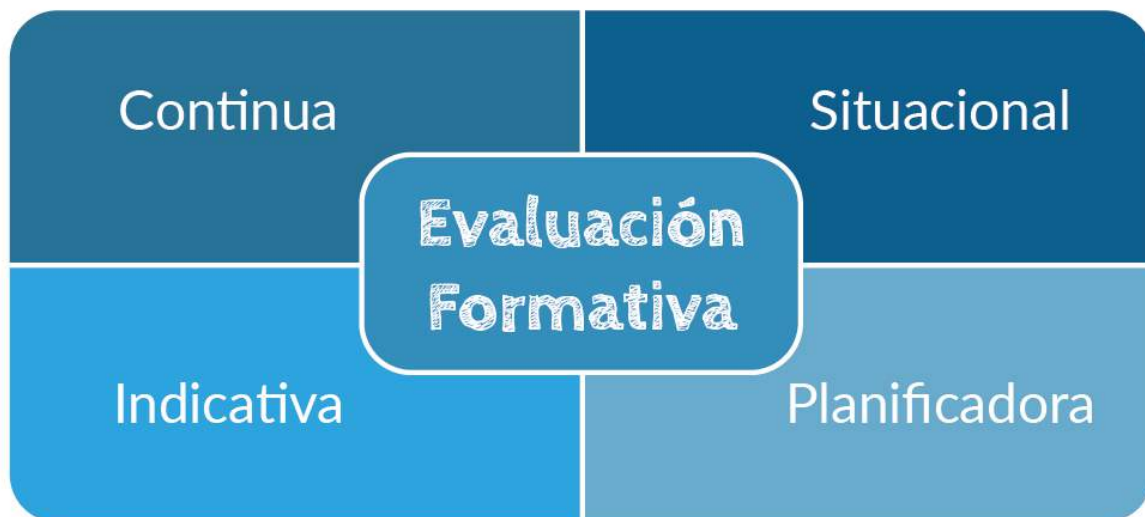 Continua
Situacional
Evaluación
Formativa
Indicativa
Planificadora